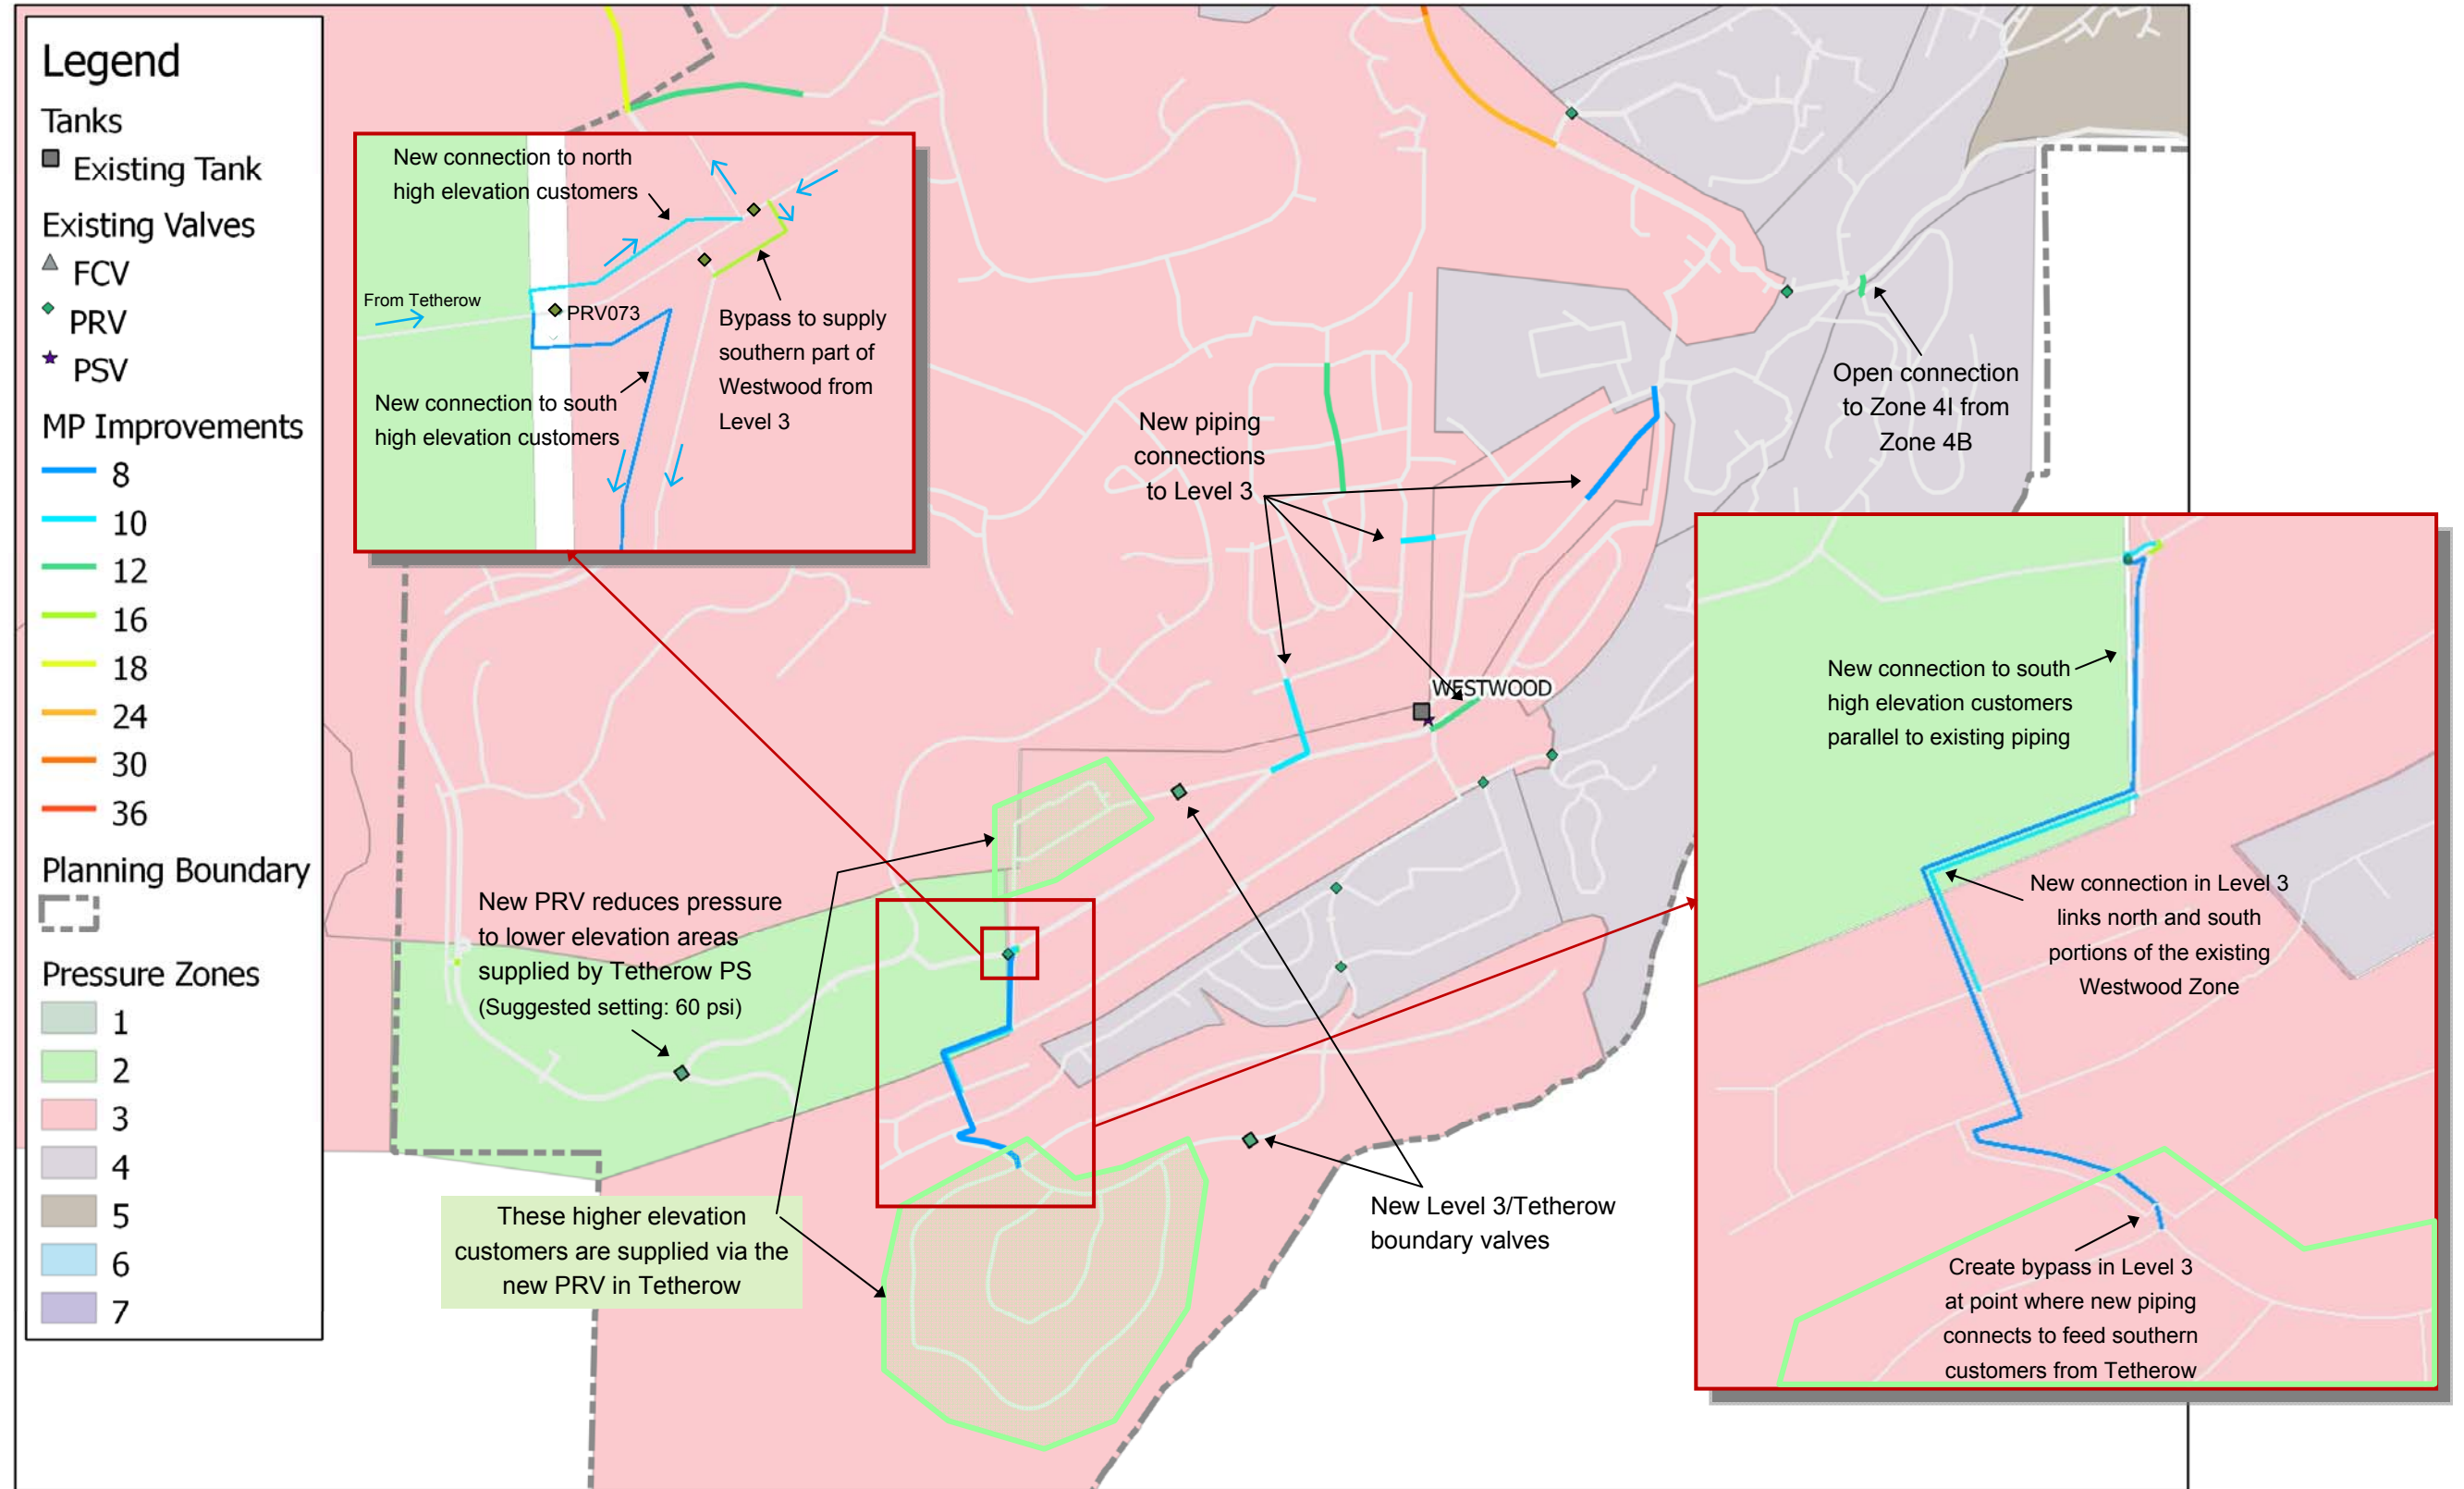 Legend
Tanks
Existing Tank
Existing Valves
FCV
PRV
PSV
MP Improvements
8
10
12
16
18
24
30
36
Planning Boundary
Pressure Zones
1
2
3
4
5
6
7
New connection to north
high elevation customers
From Tetherow
PRV073
Bypass to supply
southern part of
Westwood from
Level 3
New connection to south
high elevation customers
New piping
connections
to Level 3
Open connection
to Zone 4I from
Zone 4B
WESTWOOD
New connection to south
high elevation customers
parallel to existing piping
New connection in Level 3
links north and south
portions of the existing
Westwood Zone
Create bypass in Level 3
at point where new piping
connects to feed southern
customers from Tetherow
New PRV reduces pressure
to lower elevation areas
supplied by Tetherow PS
(Suggested setting: 60 psi)
These higher elevation
customers are supplied via the
new PRV in Tetherow
New Level 3/Tetherow
boundary valves